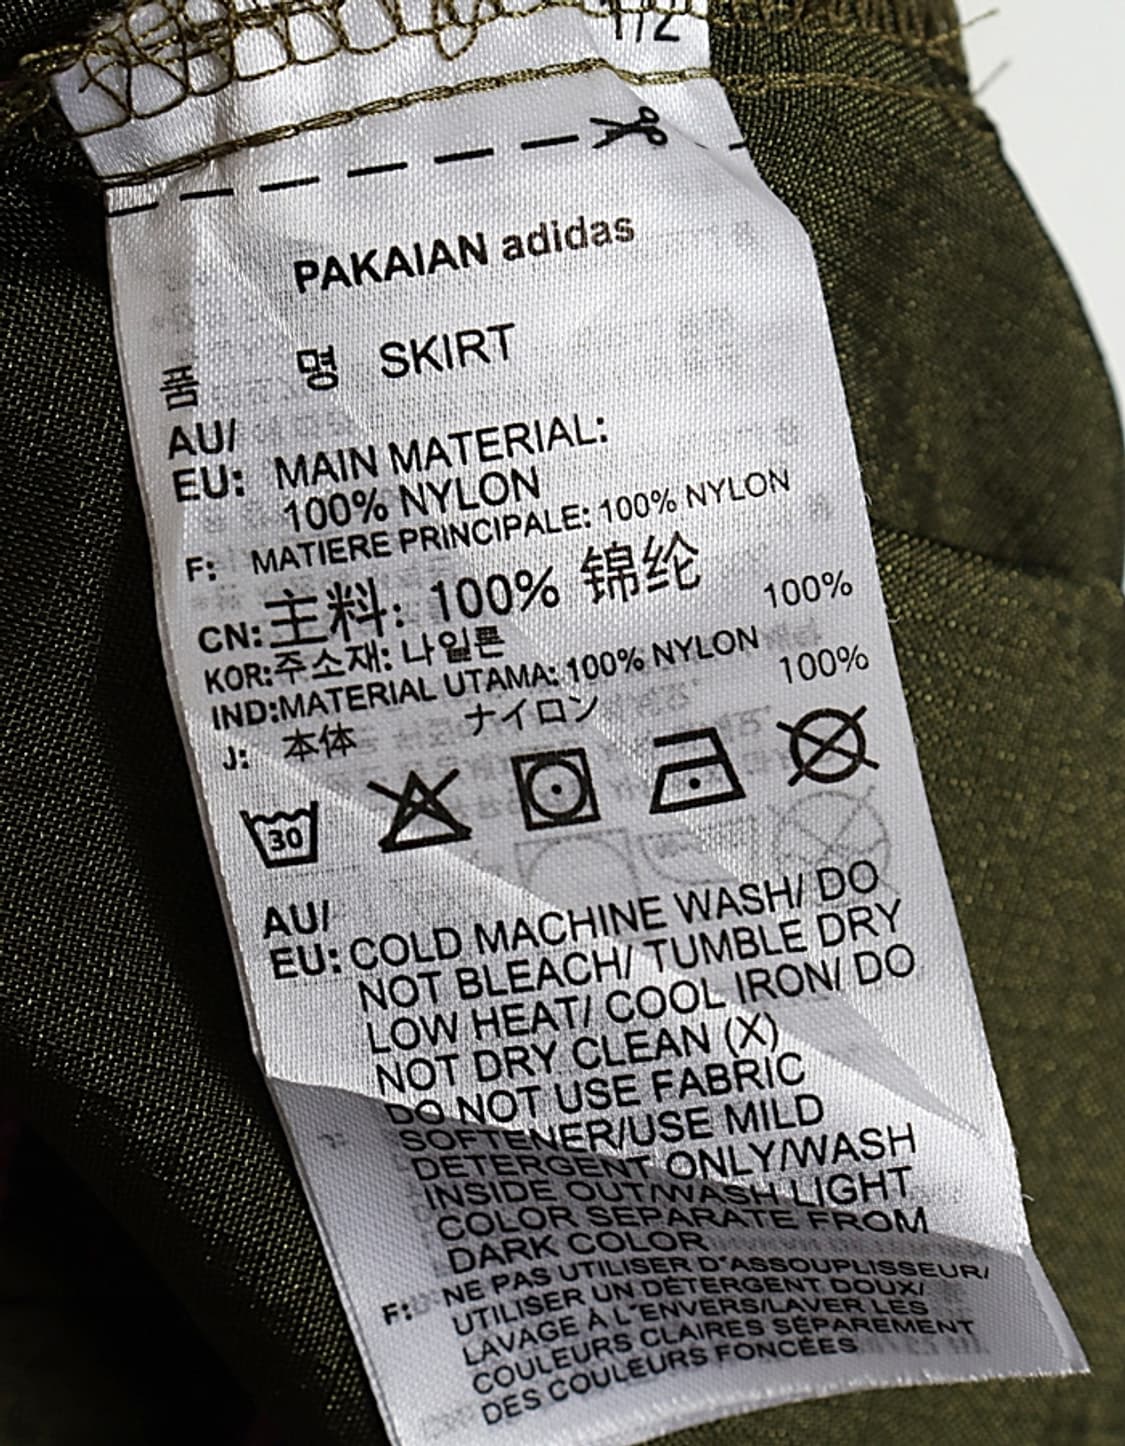 1/2
PAKAIAN adidas
품 명 SKIRT
AU/
EU: MAIN MATERIAL:
100% NYLON
F: MATIERE PRINCIPALE: 100% NYLON
CN: 主料: 100% 锦纶
KOR:주소재: 나일론 100%
IND:MATERIAL UTAMA: 100% NYLON
J: 本体 ナイロン 100%
30
AU/
EU: COLD MACHINE WASH/ DO
NOT BLEACH/ TUMBLE DRY
LOW HEAT/ COOL IRON/ DO
NOT DRY CLEAN (X)
DO NOT USE FABRIC
SOFTENER/USE MILD
DETERGENT ONLY/WASH
INSIDE OUT/WASH LIGHT
COLOR SEPARATE FROM
DARK COLOR
F: NE PAS UTILISER D'ASSOUPLISSEUR/
UTILISER UN DÉTERGENT DOUX/
LAVAGE À L'ENVERS/LAVER LES
COULEURS CLAIRES SÉPAREMENT
DES COULEURS FONCÉES